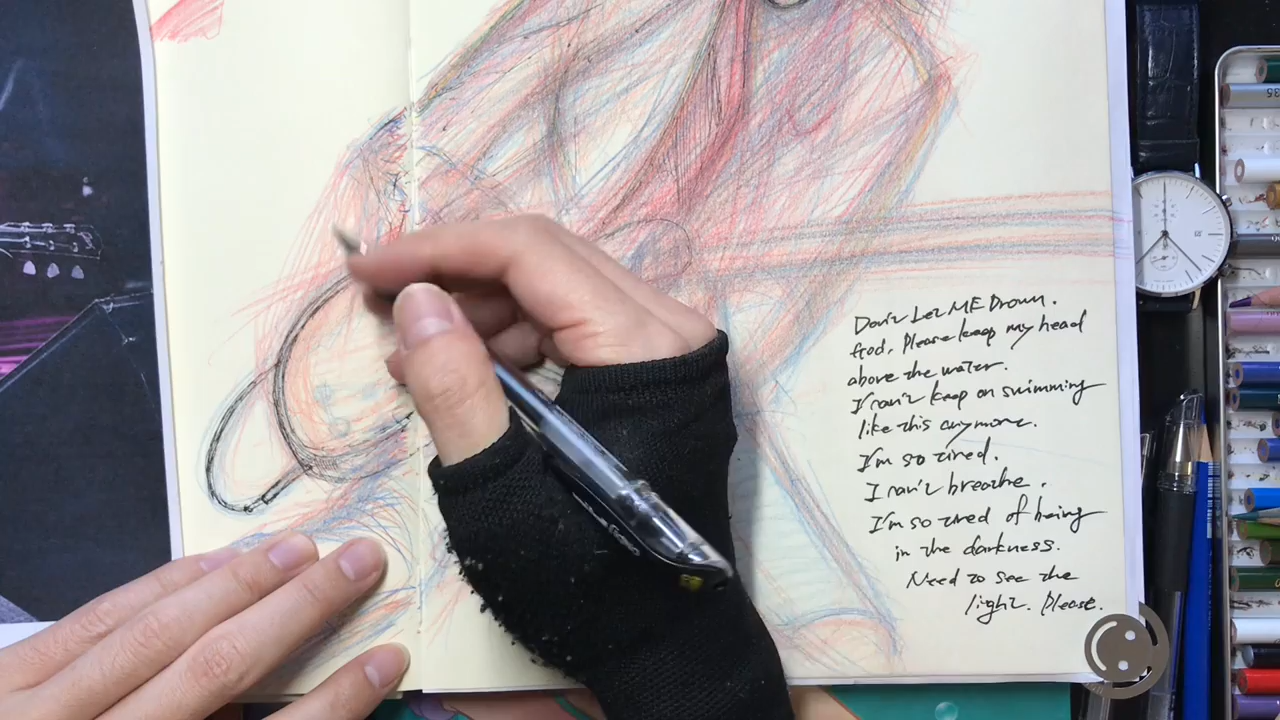 Don't Let ME Drown.
God, Please keep my head
above the water.
I can't keep on swimming
like this anymore.
I'm so tired.
I can't breathe.
I'm so tired of being
in the darkness.
Need to see the
light. Please.
35